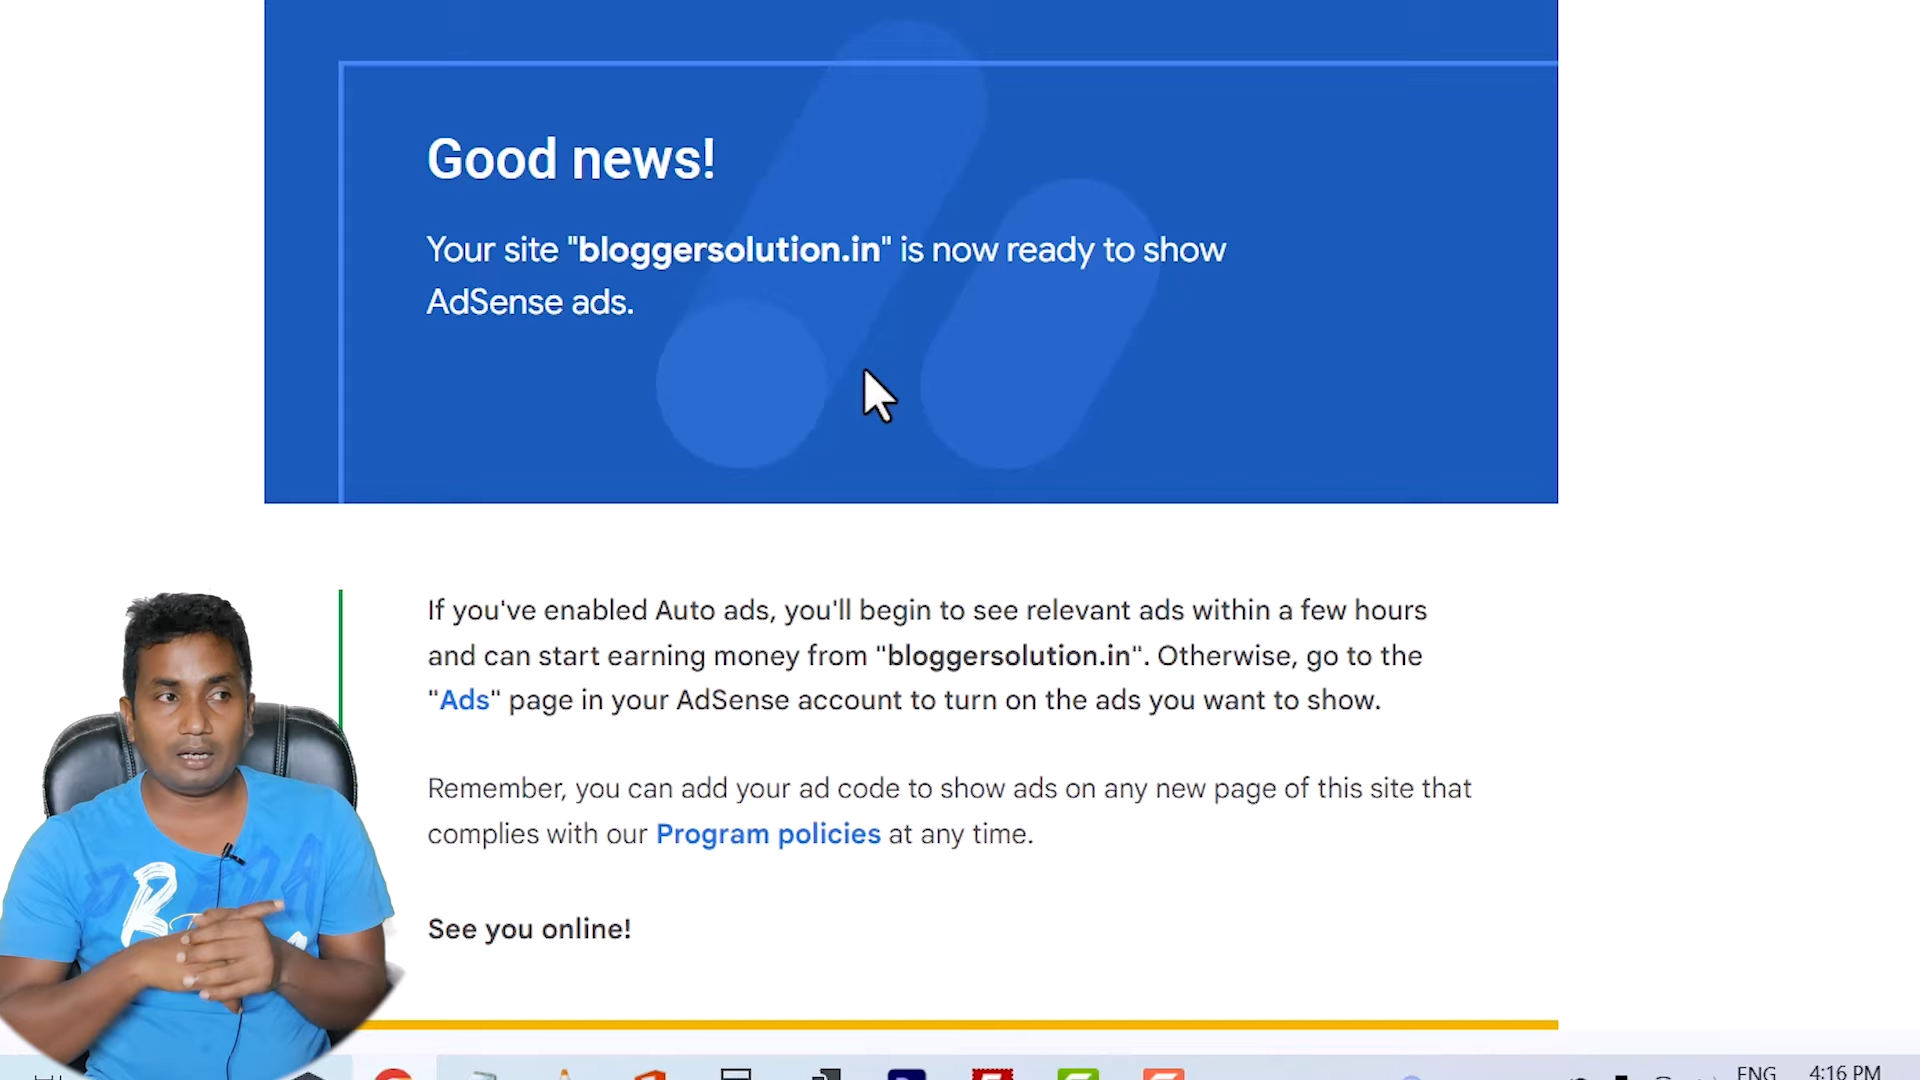 Good news!
Your site "bloggersolution.in" is now ready to show
AdSense ads.
If you've enabled Auto ads, you'll begin to see relevant ads within a few hours
and can start earning money from "bloggersolution.in". Otherwise, go to the
"Ads" page in your AdSense account to turn on the ads you want to show.
Remember, you can add your ad code to show ads on any new page of this site that
complies with our Program policies at any time.
See you online!
ENG
4:16 PM